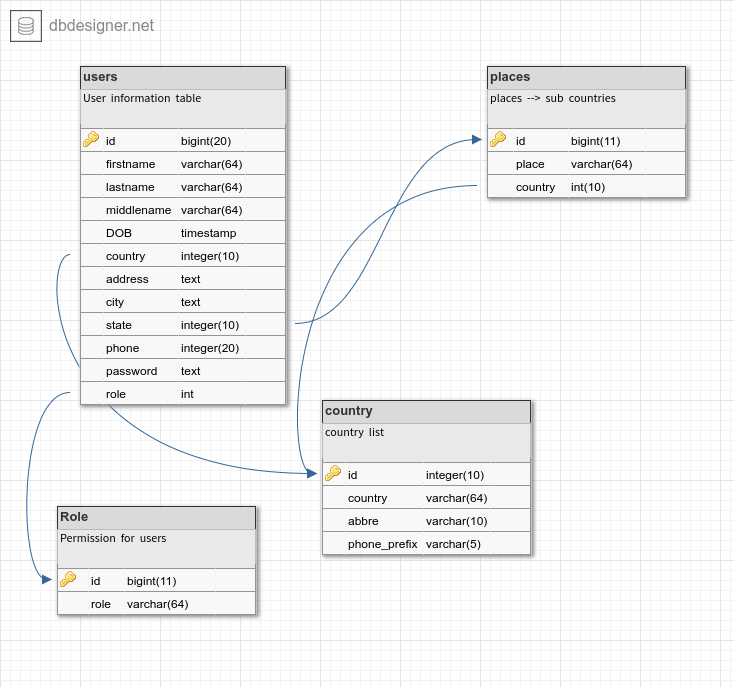 dbdesigner.net
users
User information table
id bigint(20)
firstname varchar(64)
lastname varchar(64)
middlename varchar(64)
DOB timestamp
country integer(10)
address text
city text
state integer(10)
phone integer(20)
password text
role int
places
places --> sub countries
id bigint(11)
place varchar(64)
country int(10)
country
country list
id integer(10)
country varchar(64)
abbre varchar(10)
phone_prefix varchar(5)
Role
Permission for users
id bigint(11)
role varchar(64)